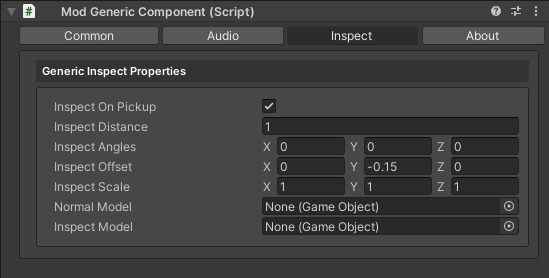 # Mod Generic Component (Script)
Common Audio Inspect About
Generic Inspect Properties
Inspect On Pickup
Inspect Distance 1
Inspect Angles X 0 Y 0 Z 0
Inspect Offset X 0 Y -0.15 Z 0
Inspect Scale X 1 Y 1 Z 1
Normal Model None (Game Object)
Inspect Model None (Game Object)